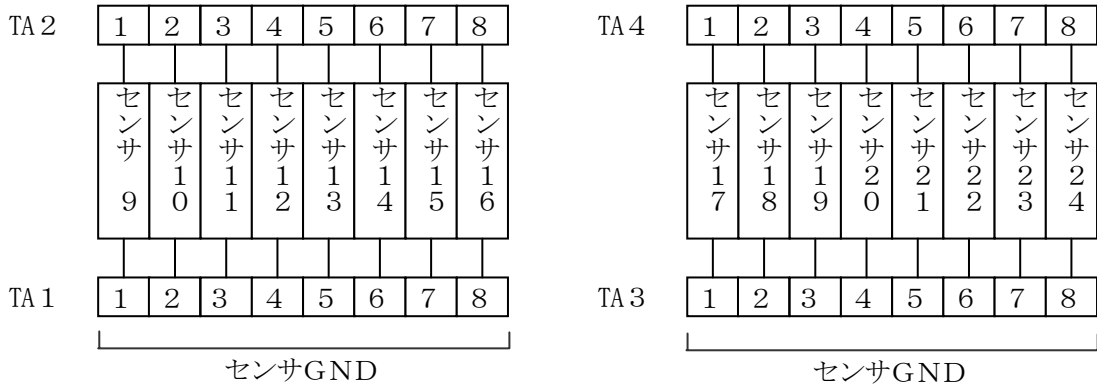 TA2 1 2 3 4 5 6 7 8
センサ 9
センサ10
センサ11
センサ12
センサ13
センサ14
センサ15
センサ16
TA1 1 2 3 4 5 6 7 8
センサGND
TA4 1 2 3 4 5 6 7 8
センサ17
センサ18
センサ19
センサ20
センサ21
センサ22
センサ23
センサ24
TA3 1 2 3 4 5 6 7 8
センサGND